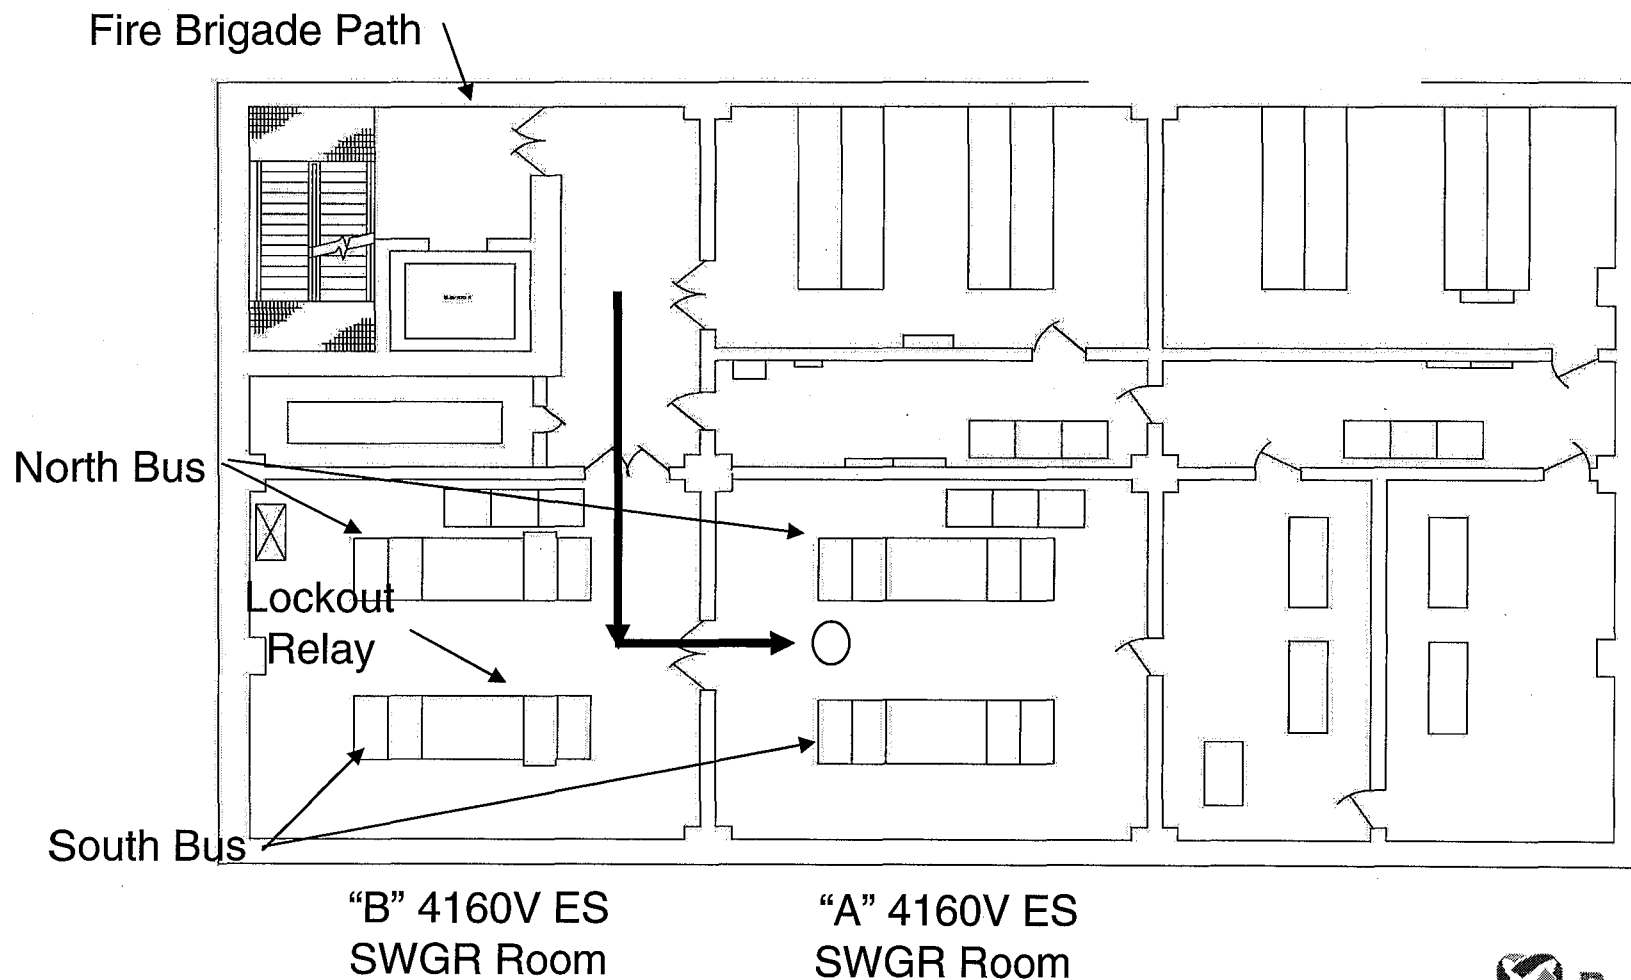 Fire Brigade Path
North Bus
Lockout
Relay
South Bus
“B” 4160V ES
SWGR Room
“A” 4160V ES
SWGR Room